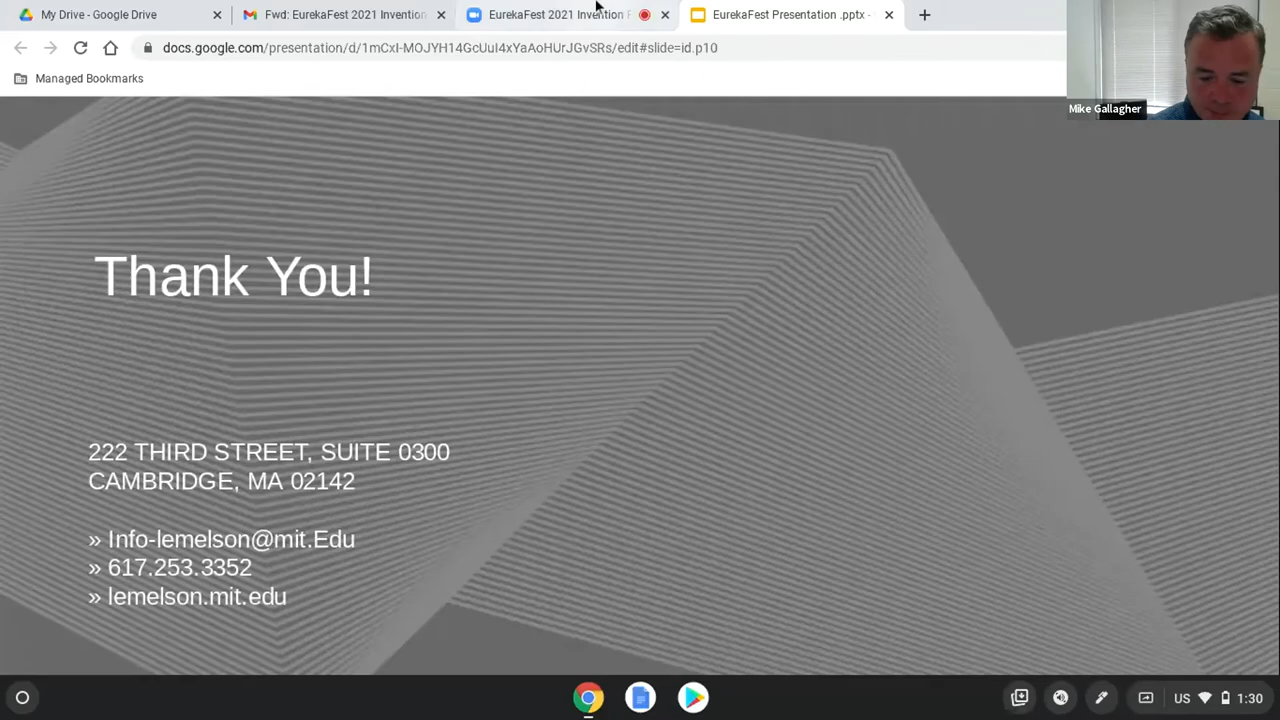 My Drive - Google Drive
Fwd: EurekaFest 2021 Invention
EurekaFest 2021 Invention
EurekaFest Presentation .pptx -
docs.google.com/presentation/d/1mCxI-MOJYH14GcUuI4xYaAoHUrJGvSRs/edit#slide=id.p10
Managed Bookmarks
Mike Gallagher
Thank You!
222 THIRD STREET, SUITE 0300
CAMBRIDGE, MA 02142
» Info-lemelson@mit.Edu
» 617.253.3352
» lemelson.mit.edu
US 1:30